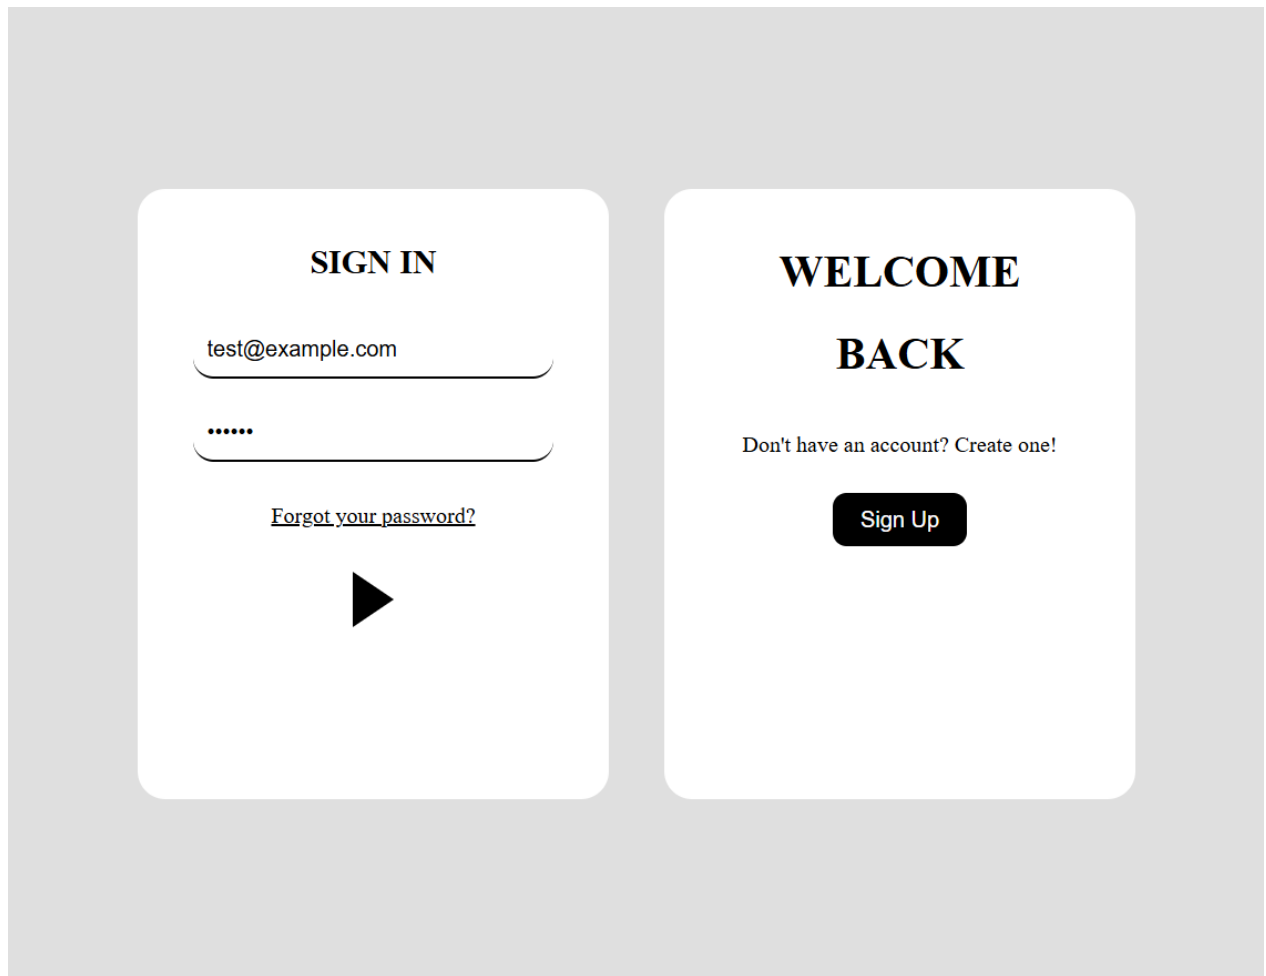 SIGN IN
test@example.com
••••••
Forgot your password?
WELCOME
BACK
Don't have an account? Create one!
Sign Up